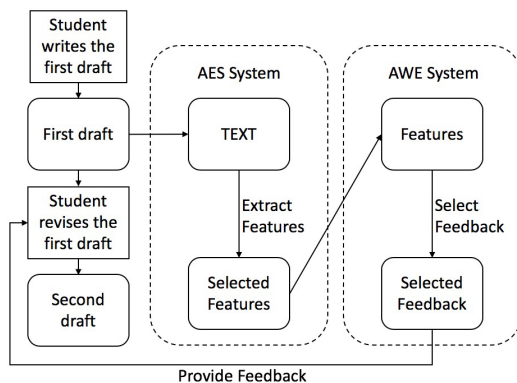 Student
writes the
first draft
First draft
Student
revises the
first draft
Second
draft
AES System
TEXT
Extract
Features
Selected
Features
AWE System
Features
Select
Feedback
Selected
Feedback
Provide Feedback